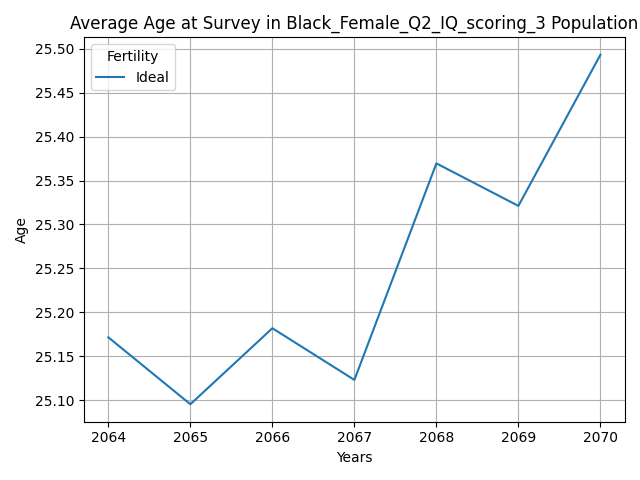 Average Age at Survey in Black_Female_Q2_IQ_scoring_3 Population
Fertility
Ideal
25.50
25.45
25.40
25.35
25.30
25.25
25.20
25.15
25.10
Age
2064 2065 2066 2067 2068 2069 2070
Years